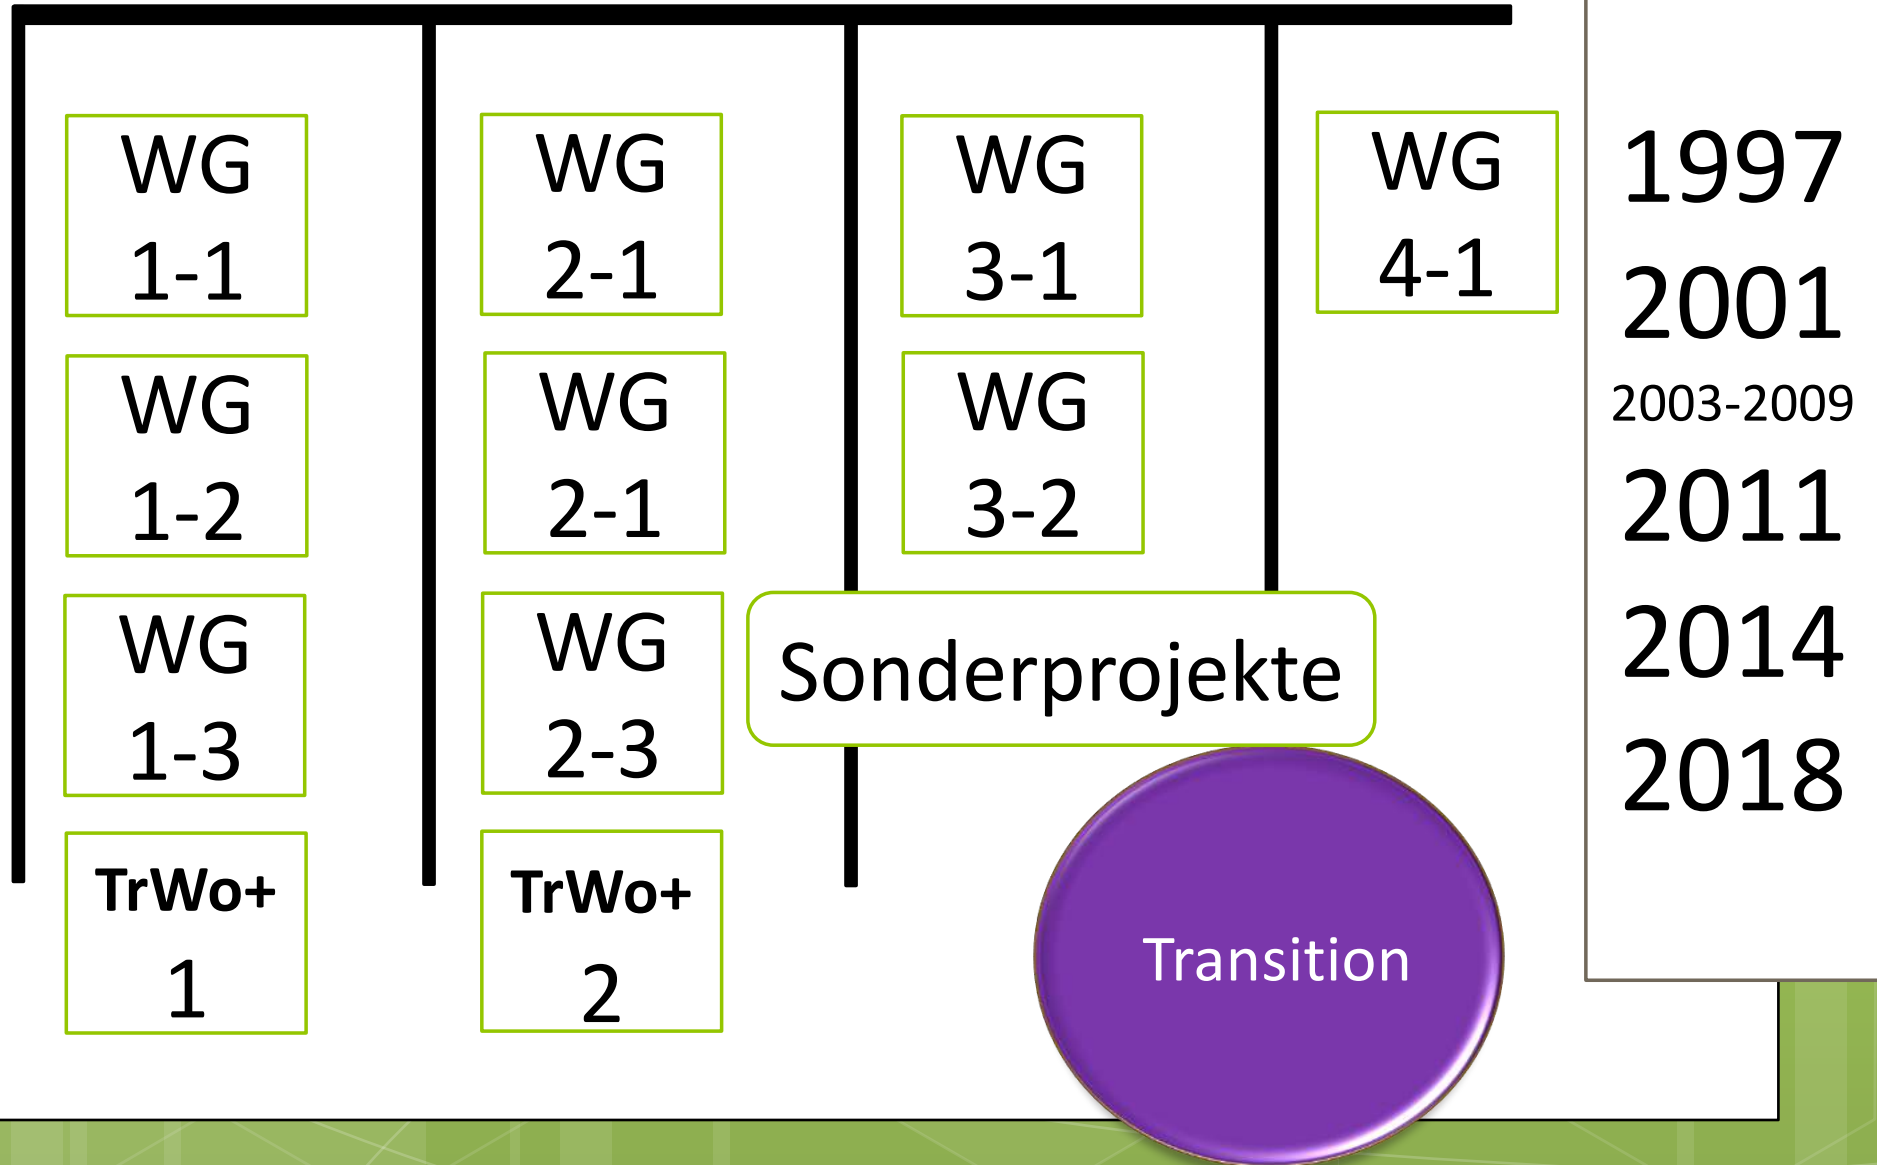 WG
1-1
WG
2-1
WG
3-1
WG
4-1
WG
1-2
WG
2-1
WG
3-2
WG
1-3
WG
2-3
Sonderprojekte
TrWo+
1
TrWo+
2
Transition
1997
2001
2003-2009
2011
2014
2018